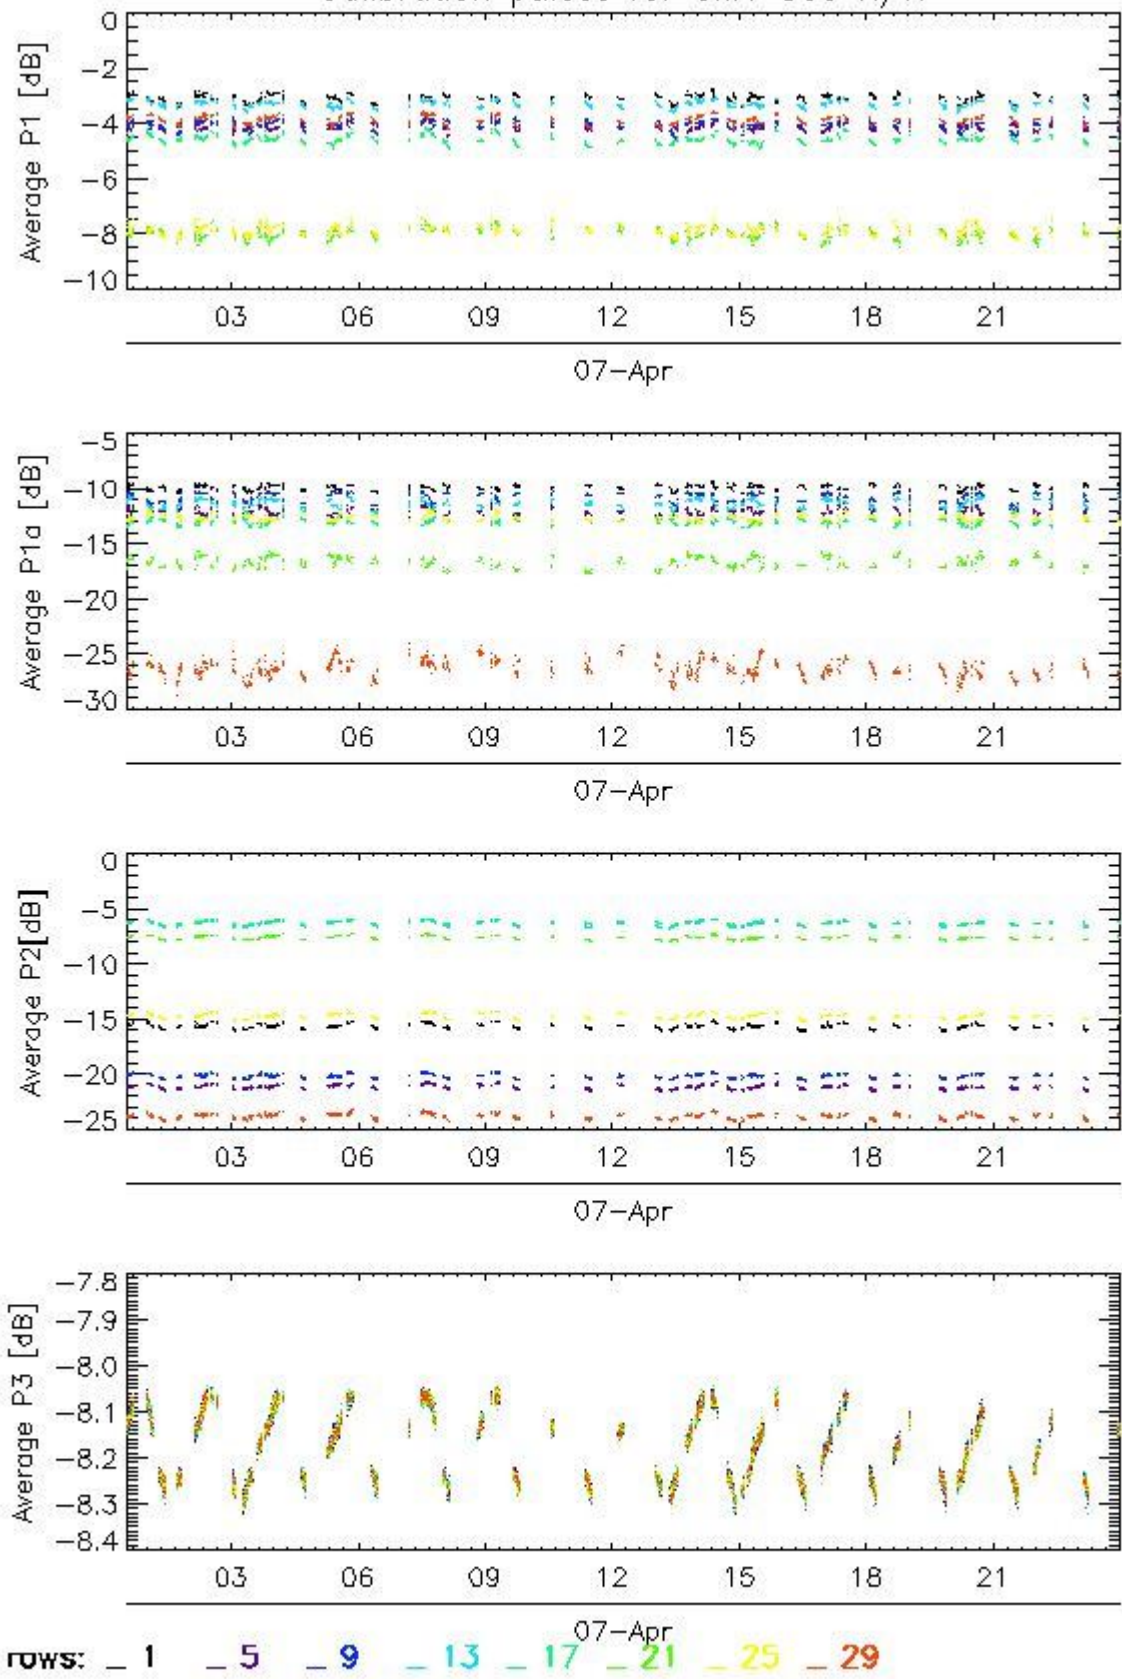 0
−2
−4
−6
−8
−10
Average P1 [dB]
03 06 09 12 15 18 21
07−Apr
−5
−10
−15
−20
−25
−30
Average P1a [dB]
03 06 09 12 15 18 21
07−Apr
0
−5
−10
−15
−20
−25
Average P2[dB]
03 06 09 12 15 18 21
07−Apr
−7.8
−7.9
−8.0
−8.1
−8.2
−8.3
−8.4
Average P3 [dB]
03 06 09 12 15 18 21
07−Apr
rows: _ 1 _ 5 _ 9 _ 13 _ 17 _ 21 _ 25 _ 29